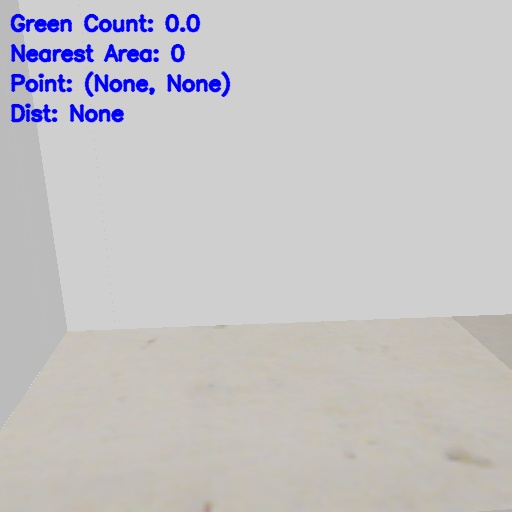 Green Count: 0.0
Nearest Area: 0
Point: (None, None)
Dist: None